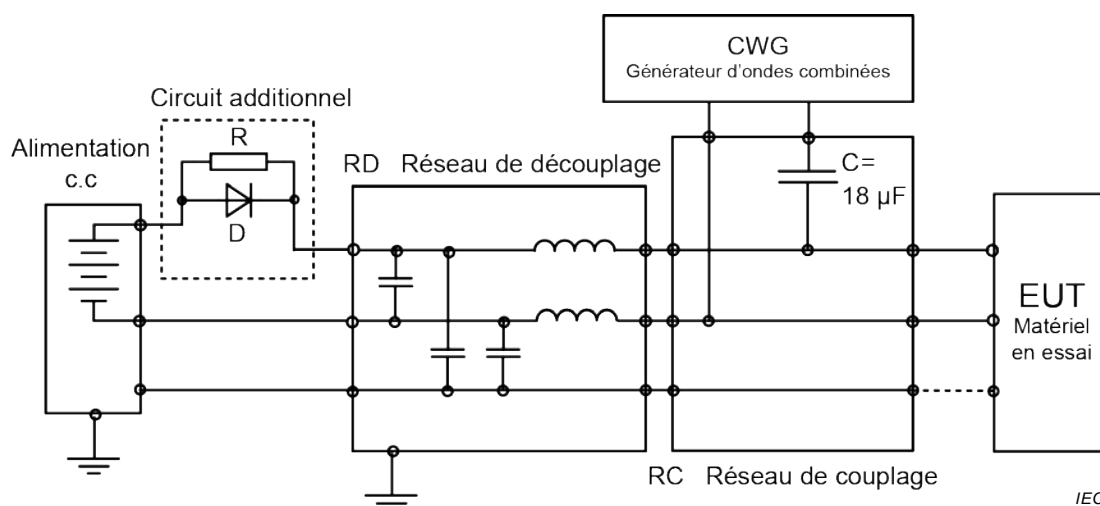 CWG
Générateur d'ondes combinées
Circuit additionnel
R
D
Alimentation
c.c
RD Réseau de découplage
C=
18 µF
EUT
Matériel
en essai
RC Réseau de couplage
IEC